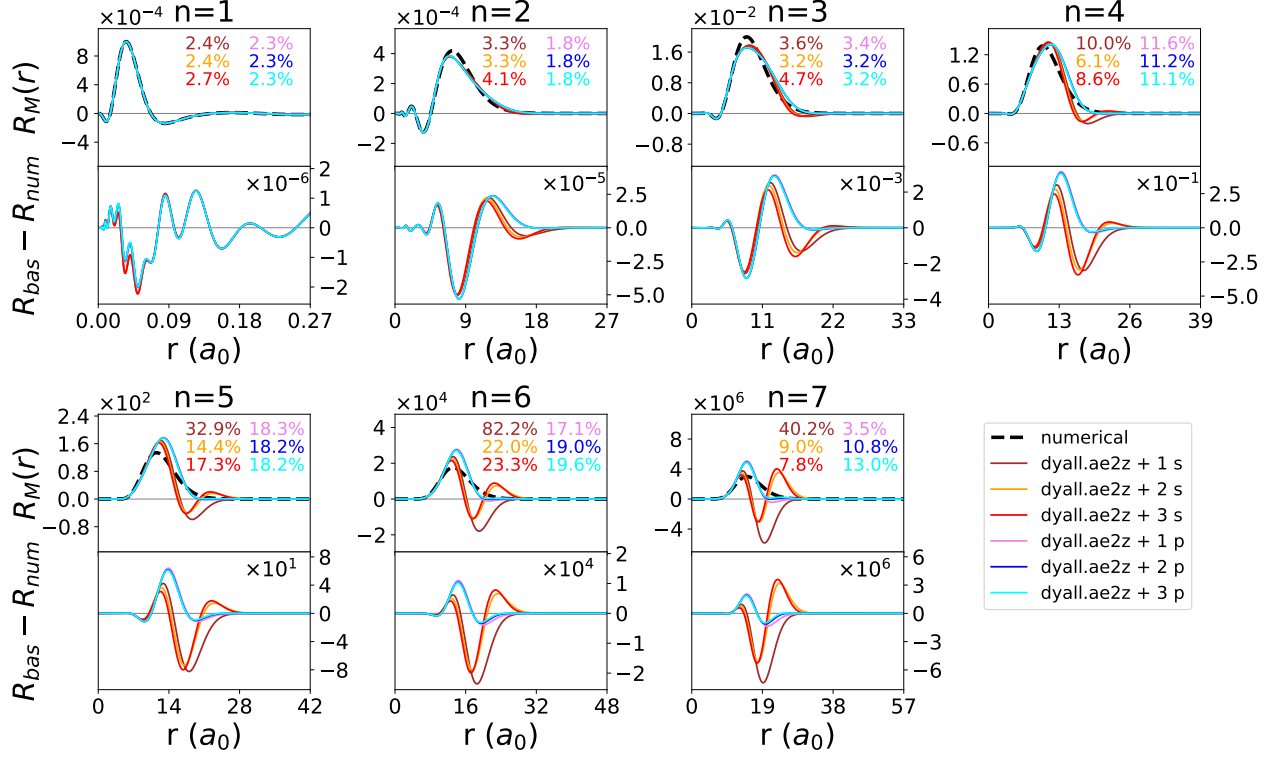 n=1
×10⁻⁴
8
4
0
−4
2.4% 2.3%
2.4% 2.3%
2.7% 2.3%
R_M(r)
×10⁻⁶
2
1
0
−1
−2
R_bas − R_num
0.00 0.09 0.18 0.27
r (a₀)
n=2
×10⁻⁴
4
2
0
−2
3.3% 1.8%
3.3% 1.8%
4.1% 1.8%
×10⁻⁵
2.5
0.0
−2.5
−5.0
0 9 18 27
r (a₀)
n=3
×10⁻²
1.6
0.8
0.0
−0.8
3.6% 3.4%
3.2% 3.2%
4.7% 3.2%
×10⁻³
2
0
−2
−4
0 11 22 33
r (a₀)
n=4
1.2
0.6
0.0
−0.6
10.0% 11.6%
6.1% 11.2%
8.6% 11.1%
×10⁻¹
2.5
0.0
−2.5
−5.0
0 13 26 39
r (a₀)
n=5
×10²
2.4
1.6
0.8
0.0
−0.8
32.9% 18.3%
14.4% 18.2%
17.3% 18.2%
R_M(r)
×10¹
8
4
0
−4
−8
R_bas − R_num
0 14 28 42
r (a₀)
n=6
×10⁴
4
2
0
−2
82.2% 17.1%
22.0% 19.0%
23.3% 19.6%
×10⁴
2
1
0
−1
−2
0 16 32 48
r (a₀)
n=7
×10⁶
8
4
0
−4
40.2% 3.5%
9.0% 10.8%
7.8% 13.0%
×10⁶
6
3
0
−3
−6
0 19 38 57
r (a₀)
numerical
dyall.ae2z + 1 s
dyall.ae2z + 2 s
dyall.ae2z + 3 s
dyall.ae2z + 1 p
dyall.ae2z + 2 p
dyall.ae2z + 3 p